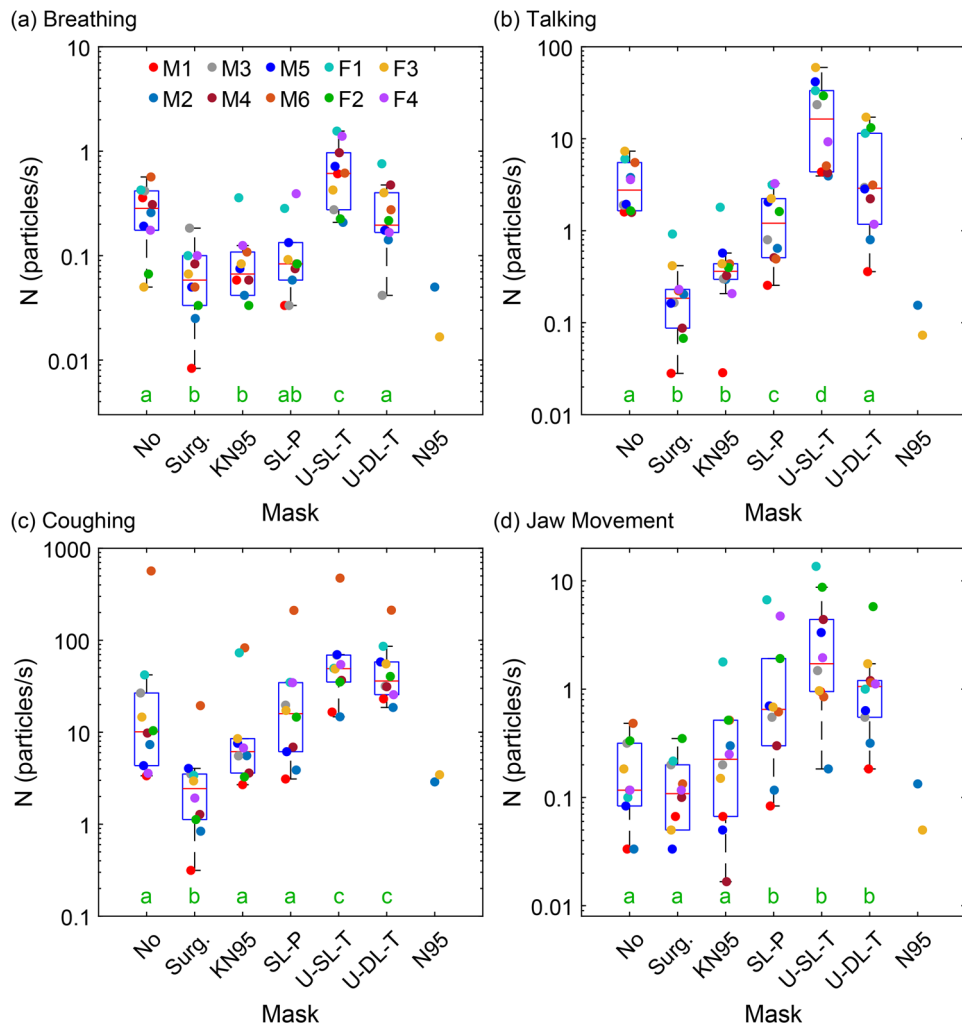 (a) Breathing
N (particles/s)
10
1
0.1
0.01
M1 M3 M5 F1 F3
M2 M4 M6 F2 F4
a b b ab c a
No Surg. KN95 SL-P U-SL-T U-DL-T N95
Mask
(b) Talking
N (particles/s)
100
10
1
0.1
0.01
a b b c d a
No Surg. KN95 SL-P U-SL-T U-DL-T N95
Mask
(c) Coughing
N (particles/s)
1000
100
10
1
0.1
a b a a c c
No Surg. KN95 SL-P U-SL-T U-DL-T N95
Mask
(d) Jaw Movement
N (particles/s)
10
1
0.1
0.01
a a a b b b
No Surg. KN95 SL-P U-SL-T U-DL-T N95
Mask